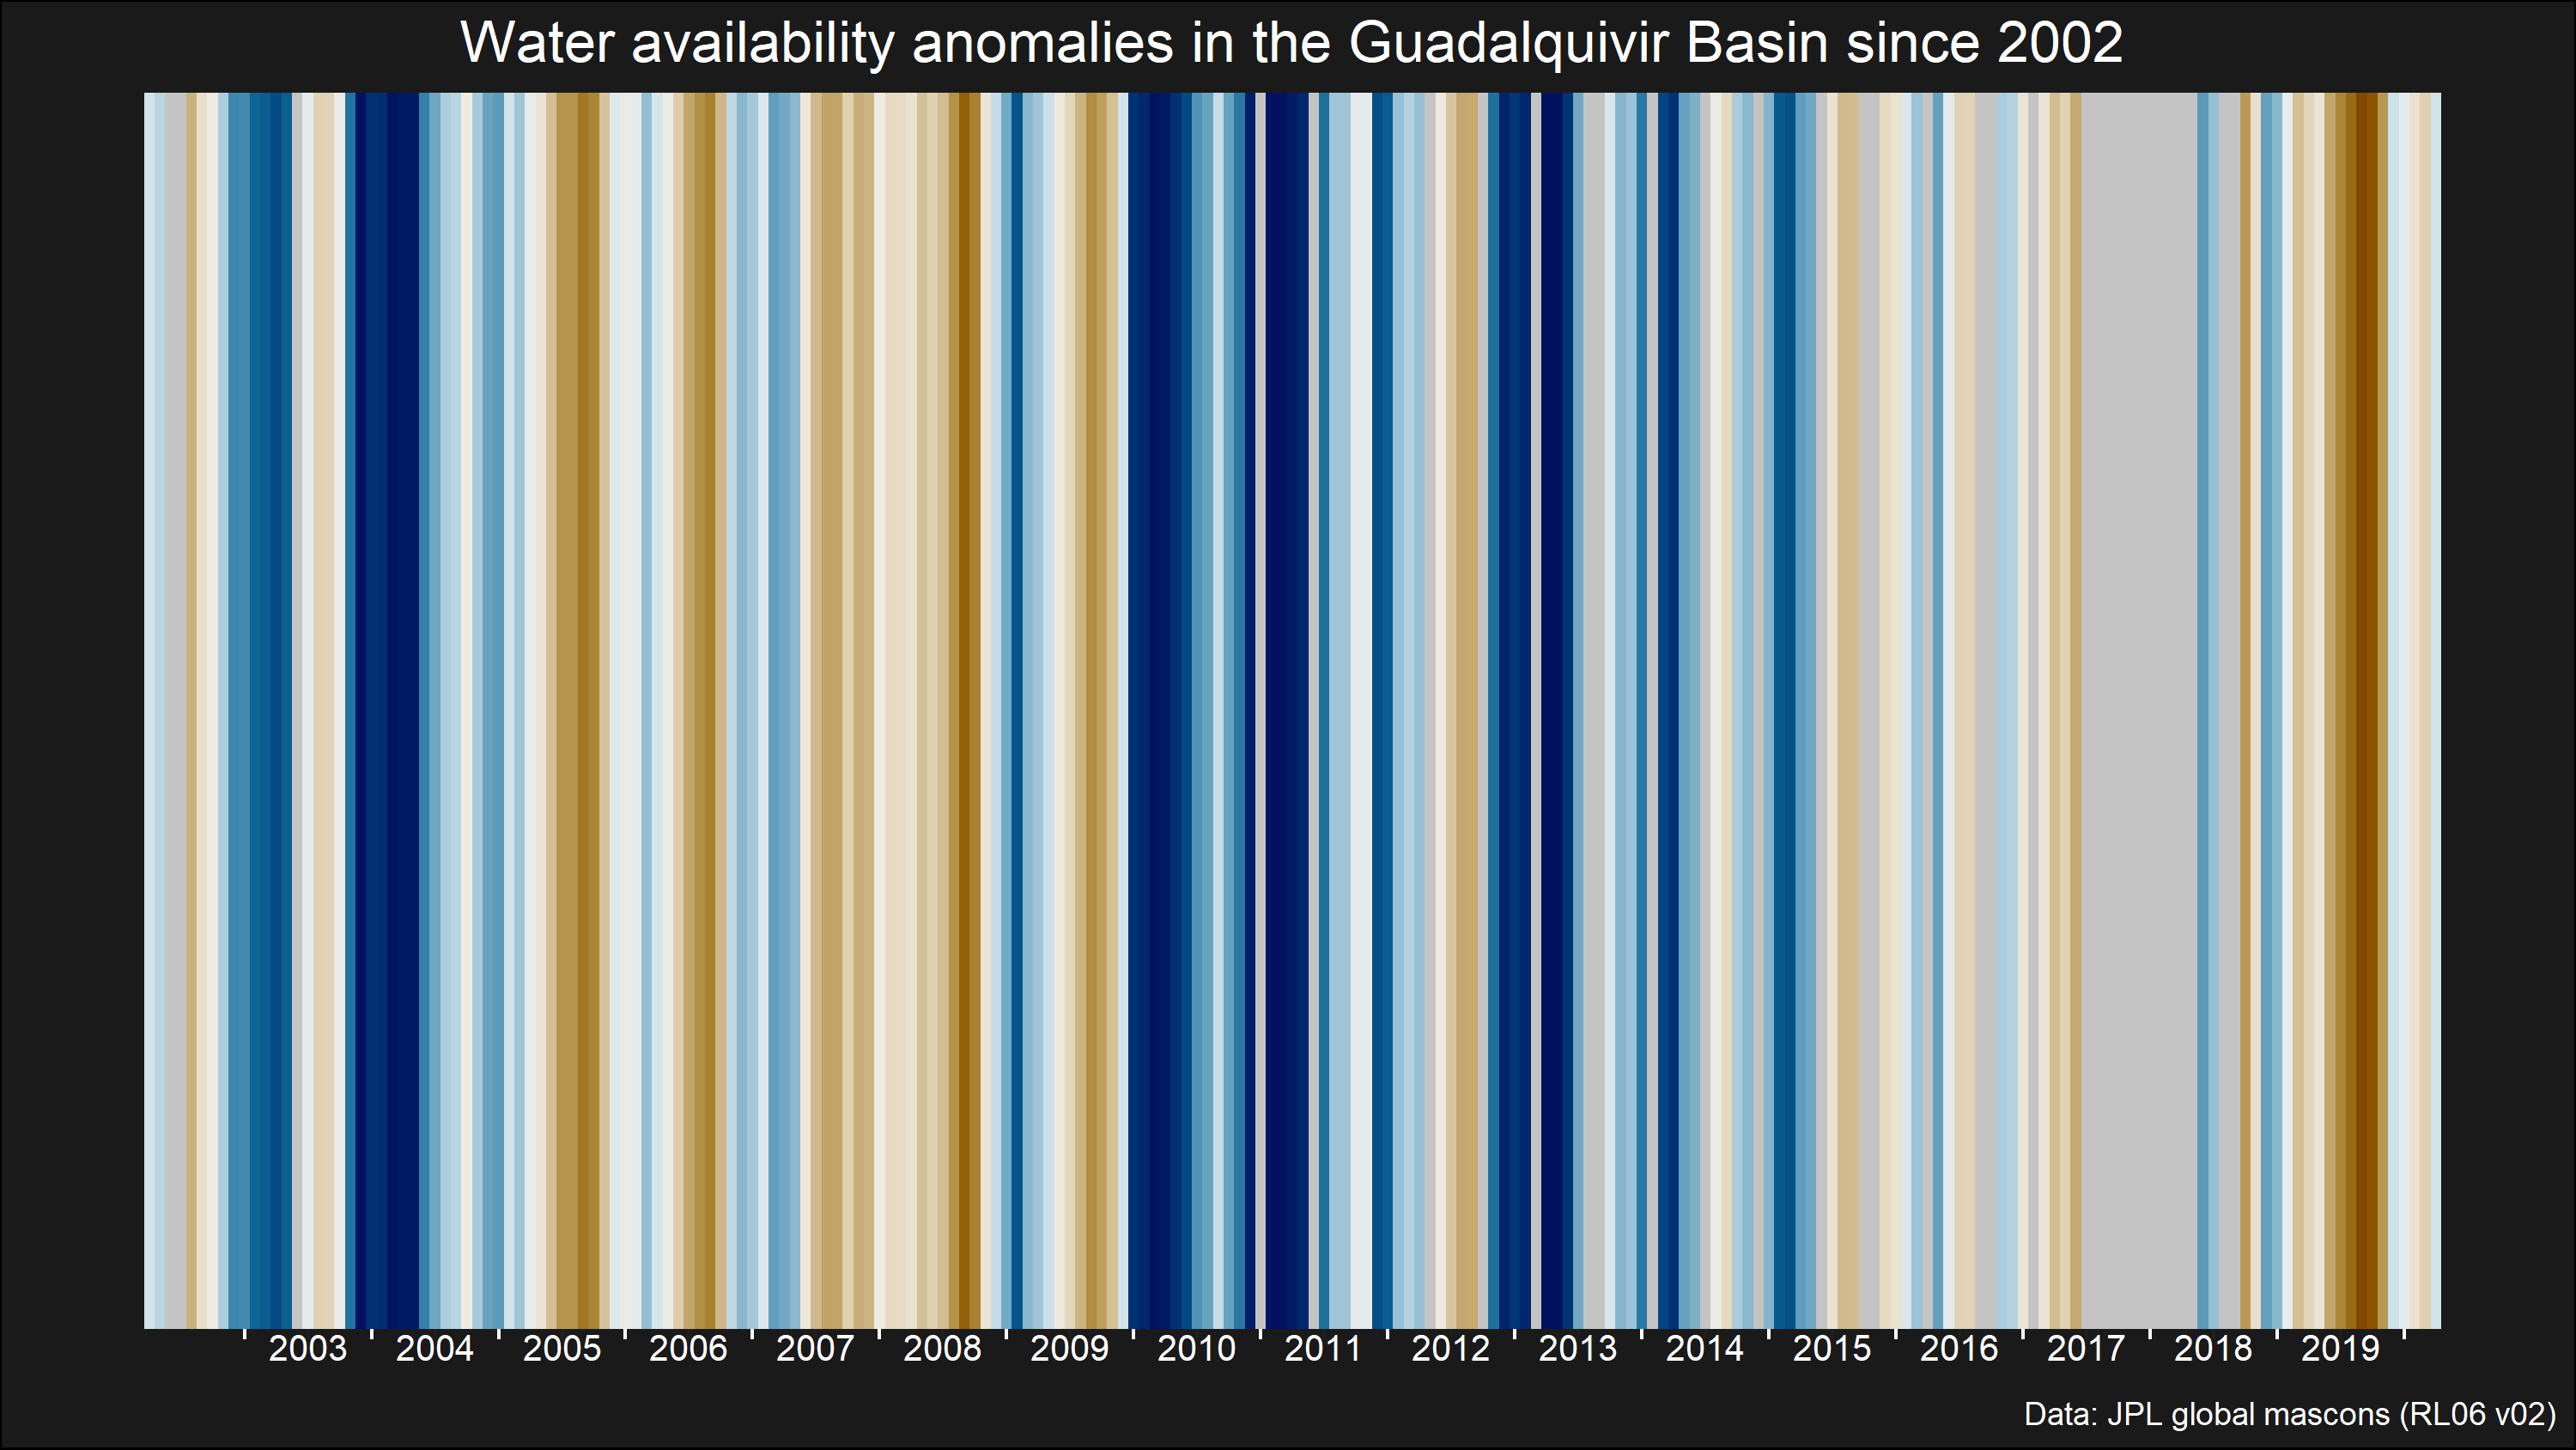 Water availability anomalies in the Guadalquivir Basin since 2002
2003 2004 2005 2006 2007 2008 2009 2010 2011 2012 2013 2014 2015 2016 2017 2018 2019
Data: JPL global mascons (RL06 v02)